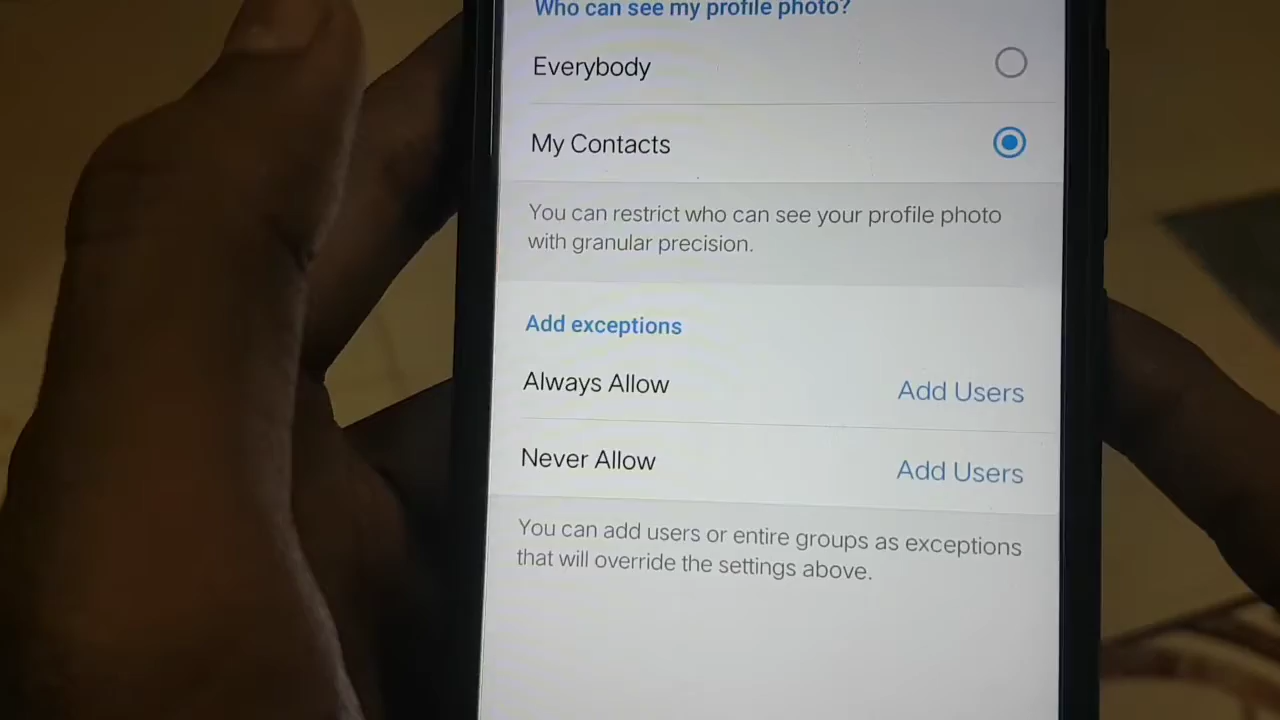 Who can see my profile photo?
Everybody
My Contacts
You can restrict who can see your profile photo
with granular precision.
Add exceptions
Always Allow
Add Users
Never Allow
Add Users
You can add users or entire groups as exceptions
that will override the settings above.